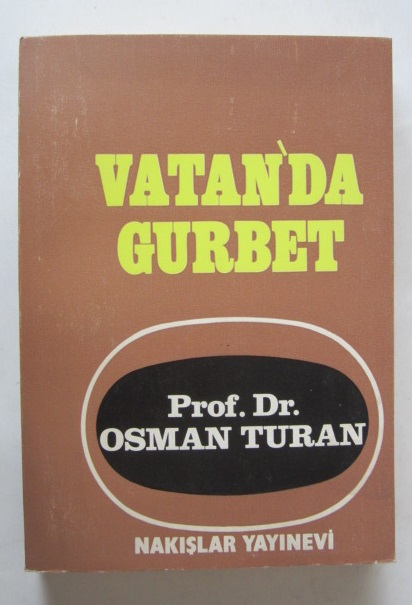 VATAN'DA
GURBET
Prof. Dr.
OSMAN TURAN
NAKIŞLAR YAYINEVİ